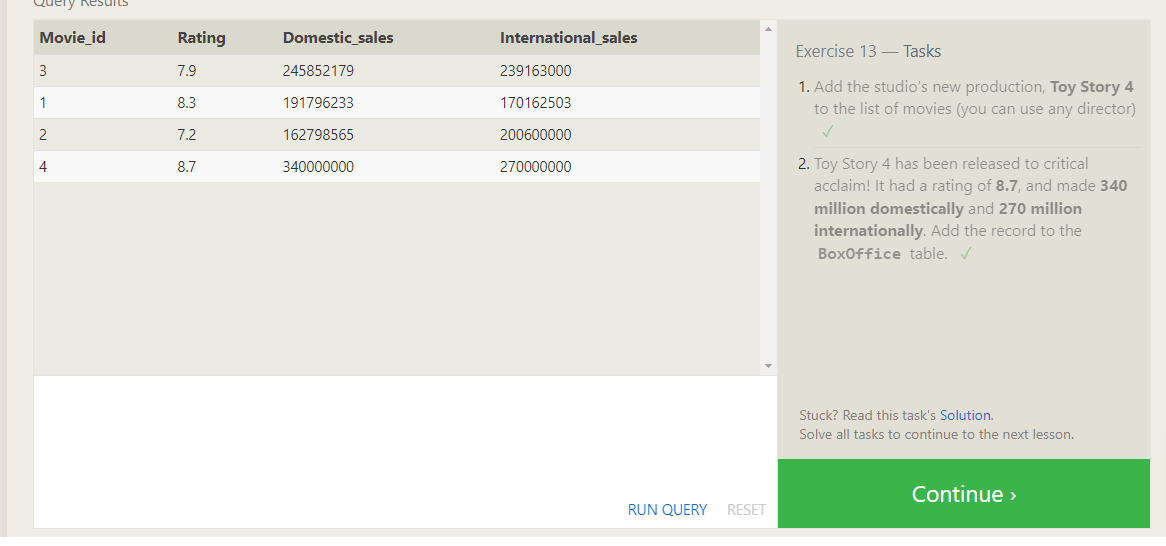 Query Results
Movie_id Rating Domestic_sales International_sales
3 7.9 245852179 239163000
1 8.3 191796233 170162503
2 7.2 162798565 200600000
4 8.7 340000000 270000000
RUN QUERY RESET
Exercise 13 — Tasks
1. Add the studio's new production, Toy Story 4
to the list of movies (you can use any director)
✓
2. Toy Story 4 has been released to critical
acclaim! It had a rating of 8.7, and made 340
million domestically and 270 million
internationally. Add the record to the
BoxOffice table. ✓
Stuck? Read this task's Solution.
Solve all tasks to continue to the next lesson.
Continue ›